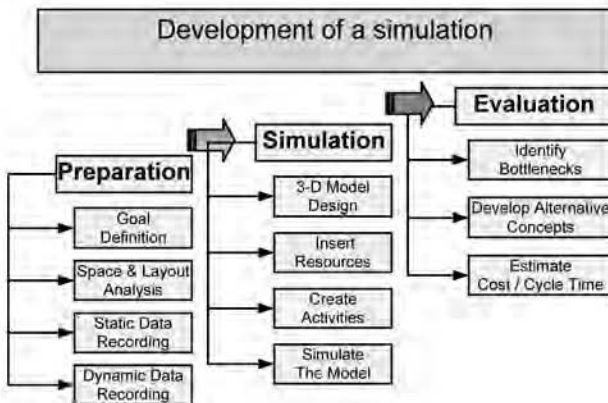 Development of a simulation
Preparation
Goal
Definition
Space & Layout
Analysis
Static Data
Recording
Dynamic Data
Recording
Simulation
3-D Model
Design
Insert
Resources
Create
Activities
Simulate
The Model
Evaluation
Identify
Bottlenecks
Develop Alternative
Concepts
Estimate
Cost / Cycle Time